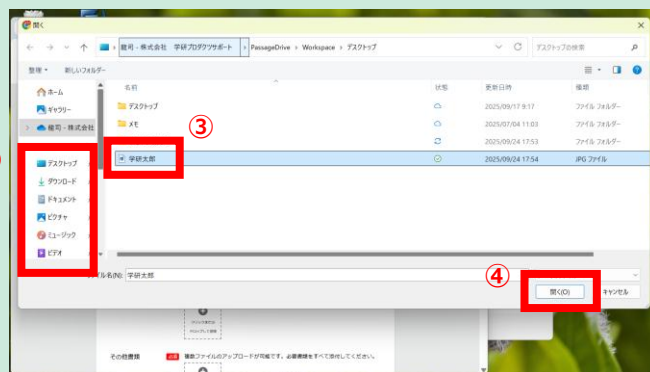 開く
健司 - 株式会社 学研プロダクツサポート › PassageDrive › Workspace › デスクトップ
デスクトップの検索
整理 新しいフォルダー
名前 状態 更新日時 種類
ホーム
ギャラリー
健司 - 株式会社
デスクトップ 2025/09/17 9:17 ファイル フォルダー
メモ 2025/07/04 11:03 ファイル フォルダー
2025/09/24 17:53 ファイル フォルダー
③
学研太郎 2025/09/24 17:54 JPG ファイル
デスクトップ
ダウンロード
ドキュメント
ピクチャ
ミュージック
ビデオ
ファイル名(N): 学研太郎
④
開く(O) キャンセル
その他書類 必須 複数ファイルのアップロードが可能です。必要書類をすべて添付してください。